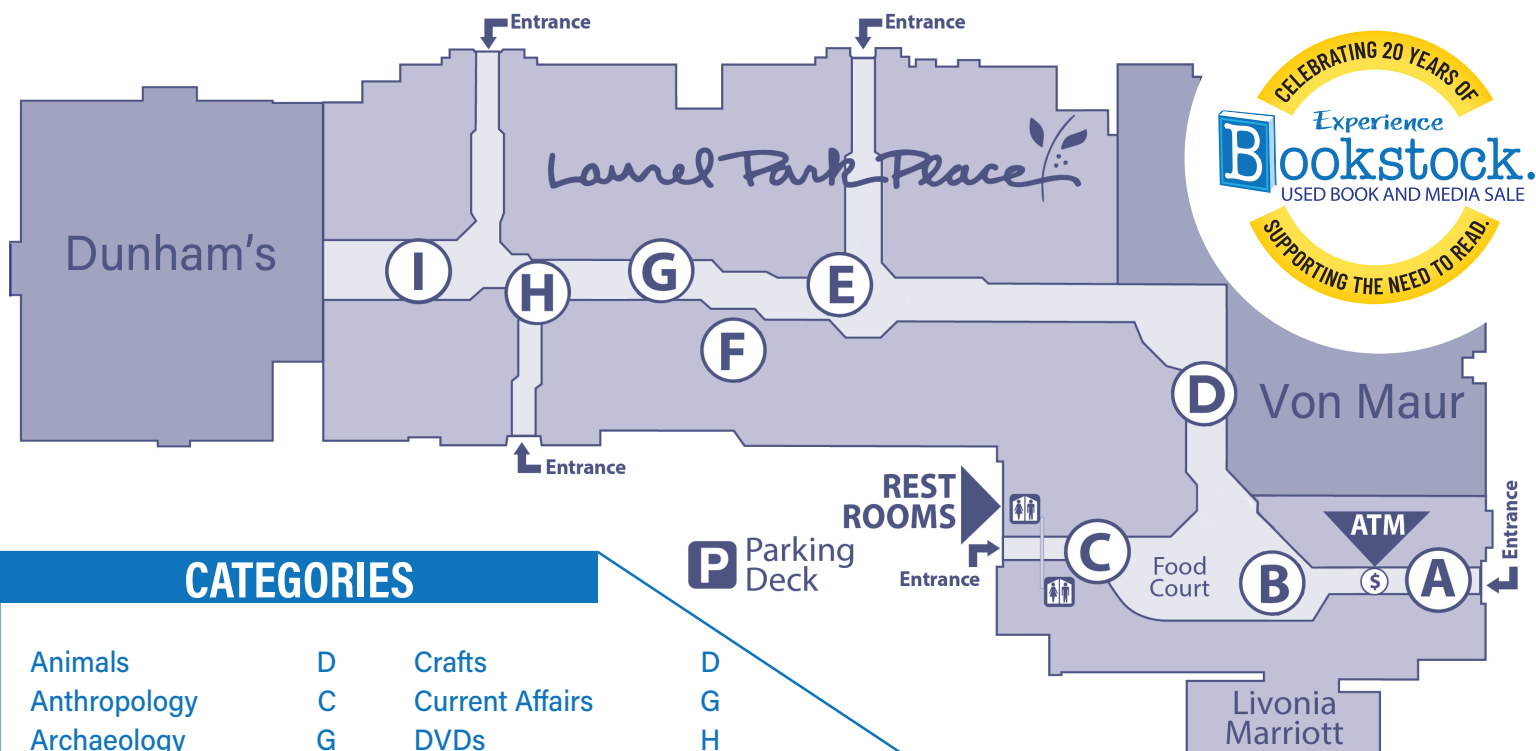 Entrance
Entrance
CELEBRATING 20 YEARS OF
Experience
Bookstock.
USED BOOK AND MEDIA SALE
SUPPORTING THE NEED TO READ.
Laurel Park Place
Dunham's
I
H
G
F
E
D
Von Maur
Entrance
REST
ROOMS
Entrance
ATM
Entrance
P
Parking
Deck
C
Food
Court
B
$
A
Livonia
Marriott
CATEGORIES
Animals D Crafts D
Anthropology C Current Affairs G
Archaeology G DVDs H